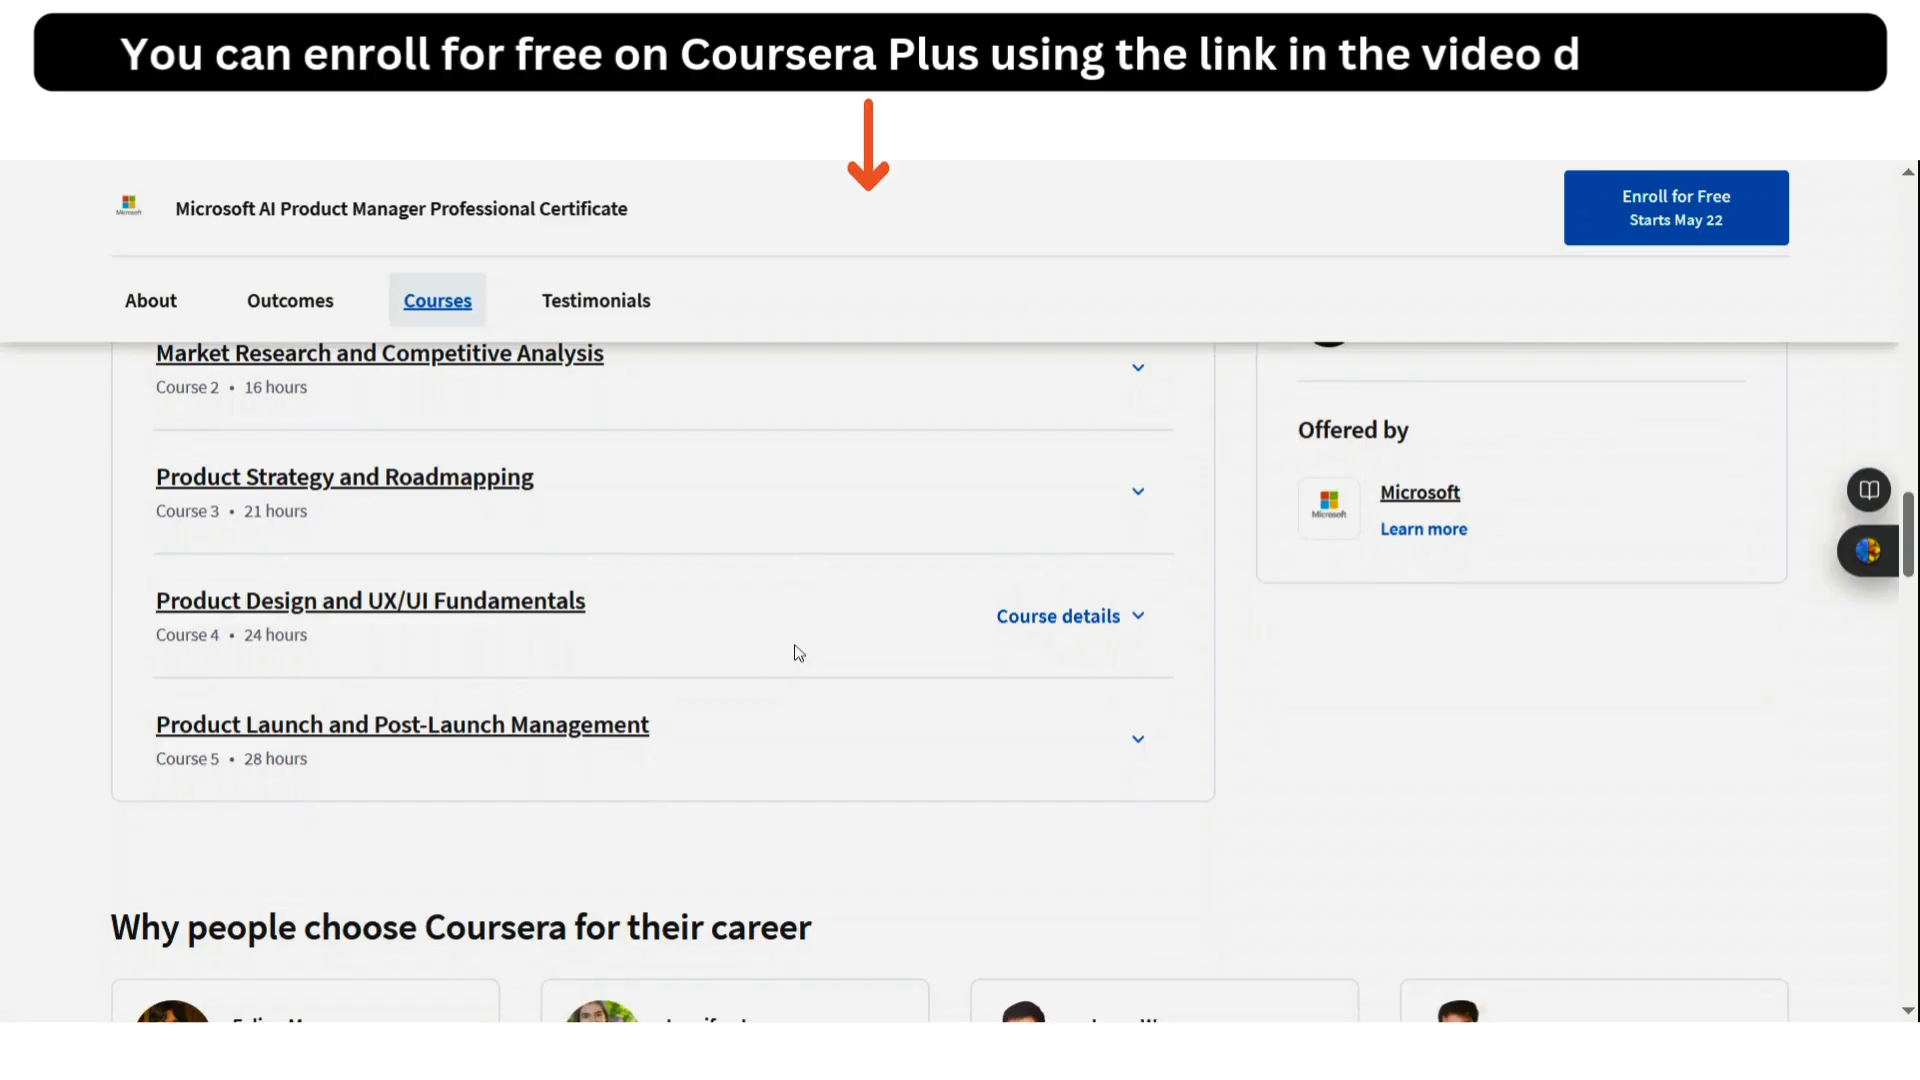 You can enroll for free on Coursera Plus using the link in the video d
Microsoft
Microsoft AI Product Manager Professional Certificate
Enroll for Free
Starts May 22
About
Outcomes
Courses
Testimonials
Market Research and Competitive Analysis
Course 2 • 16 hours
Product Strategy and Roadmapping
Course 3 • 21 hours
Product Design and UX/UI Fundamentals
Course 4 • 24 hours
Course details
Product Launch and Post-Launch Management
Course 5 • 28 hours
Offered by
Microsoft
Microsoft
Learn more
Why people choose Coursera for their career